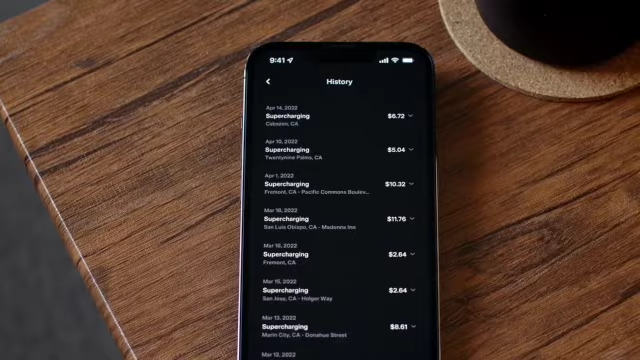 9:41
History
Apr 14, 2022
Supercharging $6.72
Cabazon, CA
Apr 10, 2022
Supercharging $5.04
Twentynine Palms, CA
Apr 1, 2022
Supercharging $10.32
Fremont, CA - Pacific Commons Boulev...
Mar 18, 2022
Supercharging $11.76
San Luis Obispo, CA - Madonna Inn
Mar 16, 2022
Supercharging $2.64
Fremont, CA
Mar 15, 2022
Supercharging $2.64
San Jose, CA - Holger Way
Mar 13, 2022
Supercharging $8.61
Marin City, CA - Donahue Street